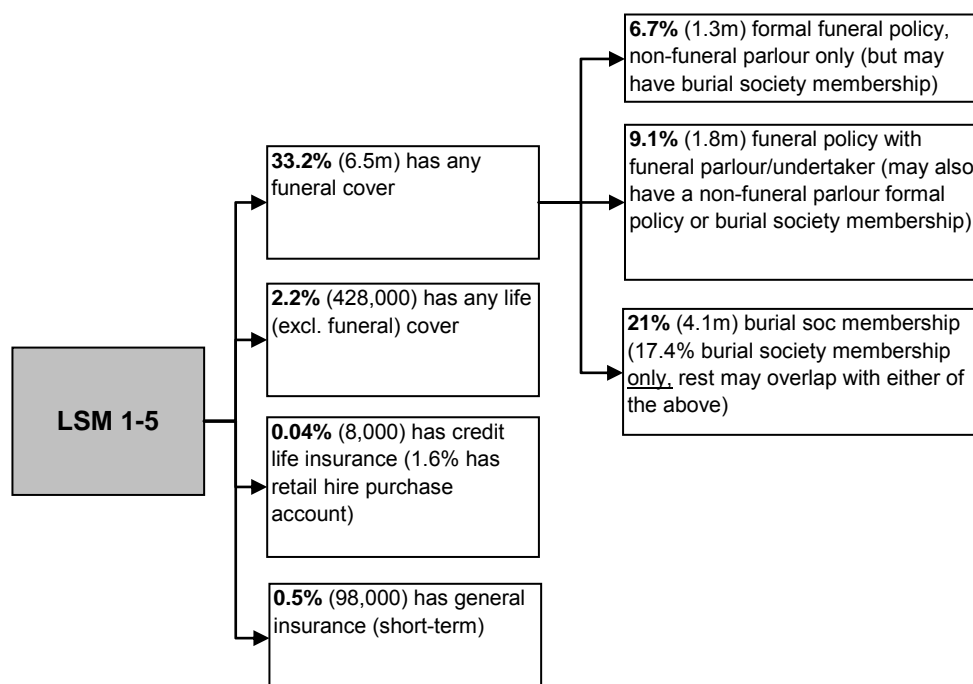 6.7% (1.3m) formal funeral policy,
non-funeral parlour only (but may
have burial society membership)
33.2% (6.5m) has any
funeral cover
9.1% (1.8m) funeral policy with
funeral parlour/undertaker (may also
have a non-funeral parlour formal
policy or burial society membership)
2.2% (428,000) has any life
(excl. funeral) cover
21% (4.1m) burial soc membership
(17.4% burial society membership
only, rest may overlap with either of
the above)
LSM 1-5
0.04% (8,000) has credit
life insurance (1.6% has
retail hire purchase
account)
0.5% (98,000) has general
insurance (short-term)